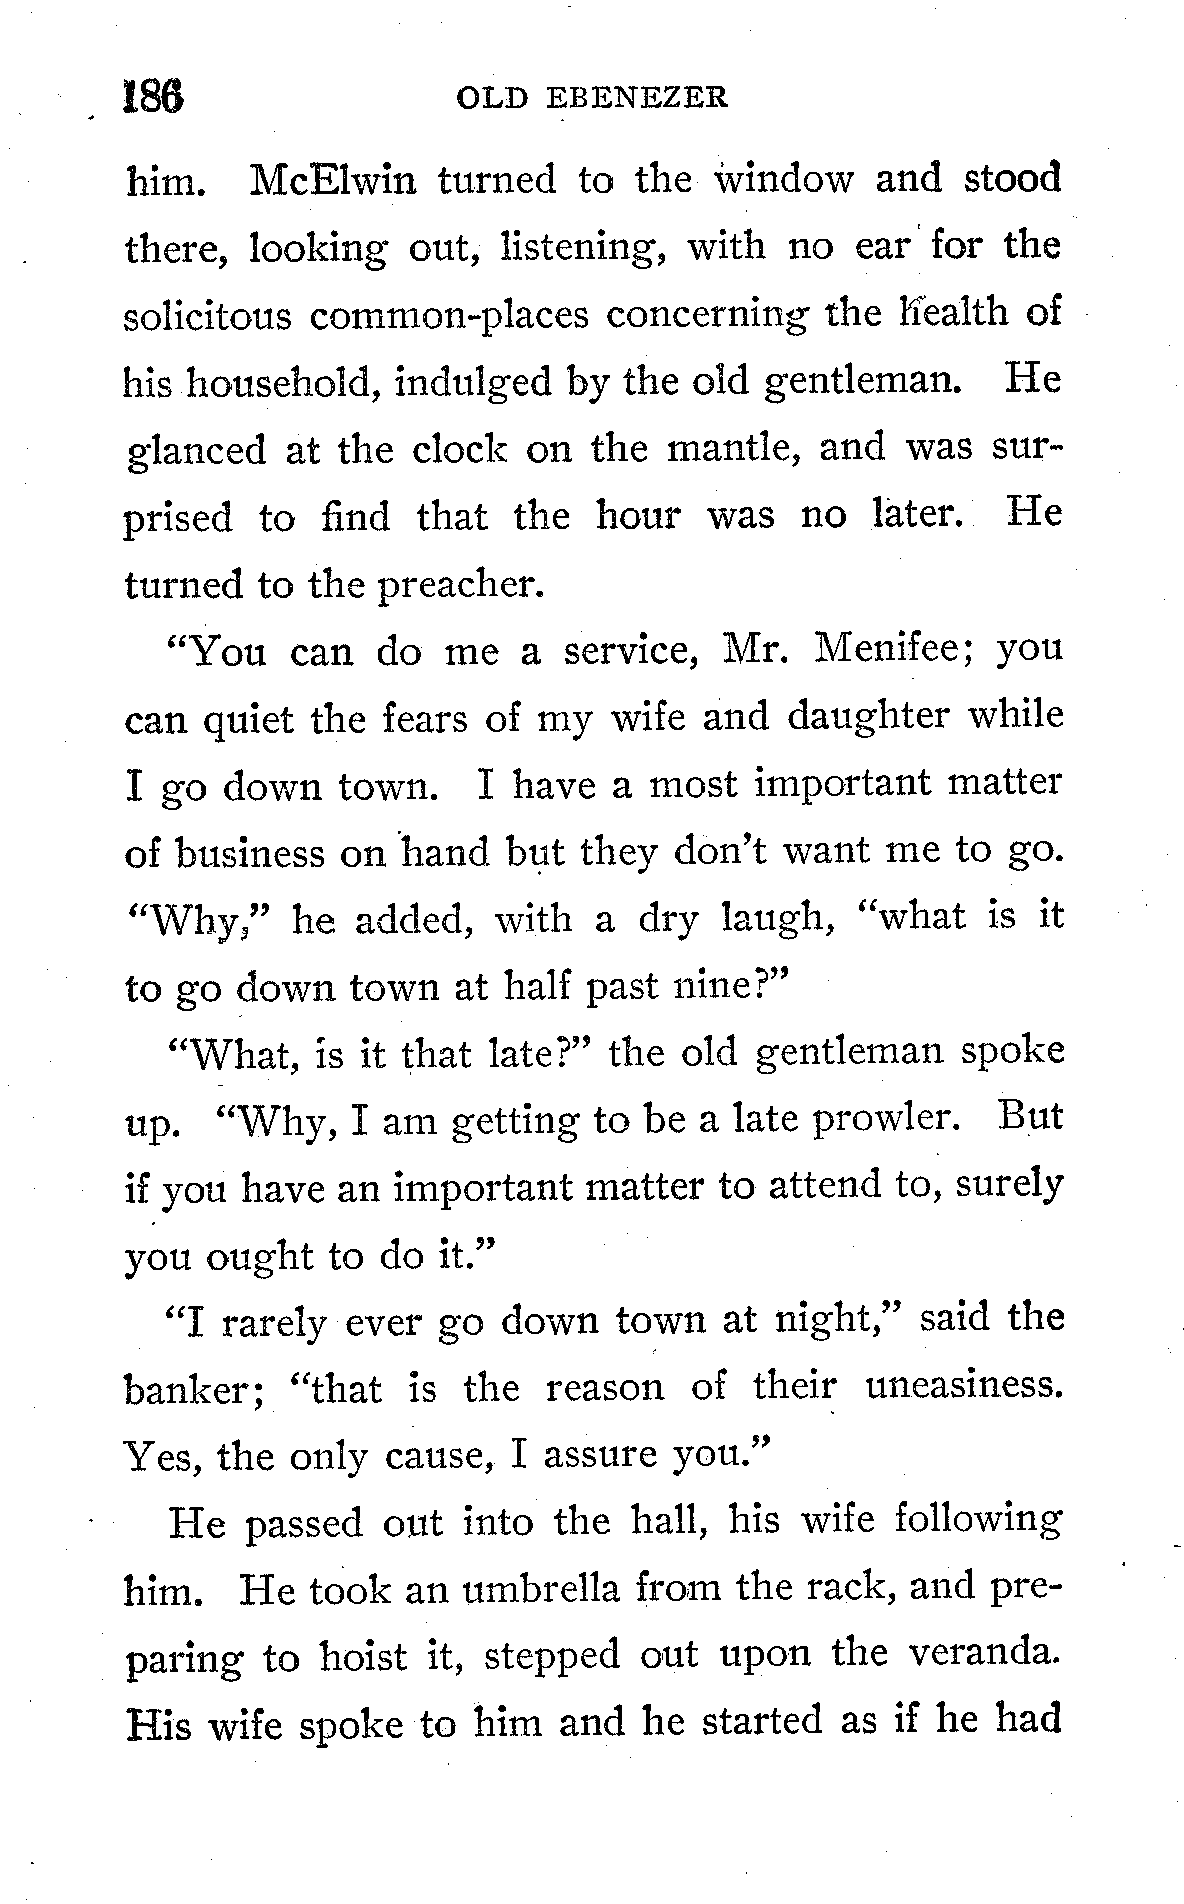 186 OLD EBENEZER
him. McElwin turned to the window and stood
there, looking out, listening, with no ear for the
solicitous common-places concerning the health of
his household, indulged by the old gentleman. He
glanced at the clock on the mantle, and was sur-
prised to find that the hour was no later. He
turned to the preacher.
“You can do me a service, Mr. Menifee; you
can quiet the fears of my wife and daughter while
I go down town. I have a most important matter
of business on hand but they don’t want me to go.
“Why,” he added, with a dry laugh, “what is it
to go down town at half past nine?”
“What, is it that late?” the old gentleman spoke
up. “Why, I am getting to be a late prowler. But
if you have an important matter to attend to, surely
you ought to do it.”
“I rarely ever go down town at night,” said the
banker; “that is the reason of their uneasiness.
Yes, the only cause, I assure you.”
He passed out into the hall, his wife following
him. He took an umbrella from the rack, and pre-
paring to hoist it, stepped out upon the veranda.
His wife spoke to him and he started as if he had